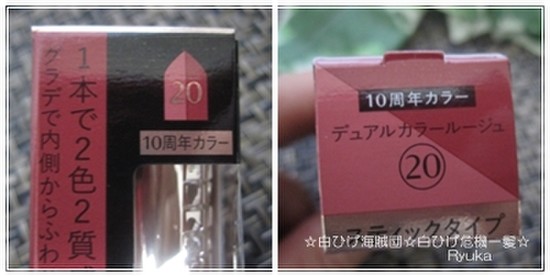 1本で2色2質感
グラデで内側からふわ
20
10周年カラー
10周年カラー
デュアルカラールージュ
20
スティックタイプ
☆白ひげ海賊団☆白ひげ危機一髪☆
Ryuka